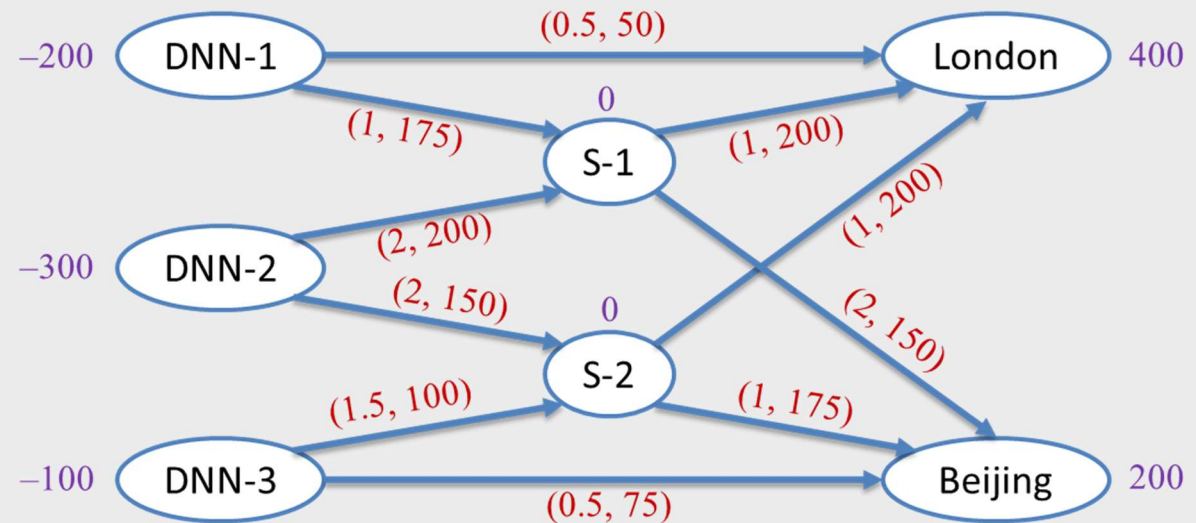 (0.5, 50)
–200 DNN-1 London 400
0
(1, 175) (1, 200)
S-1
(1, 200)
(2, 200)
–300 DNN-2
(2, 150) 0 (2, 150)
S-2
(1.5, 100) (1, 175)
–100 DNN-3 Beijing 200
(0.5, 75)